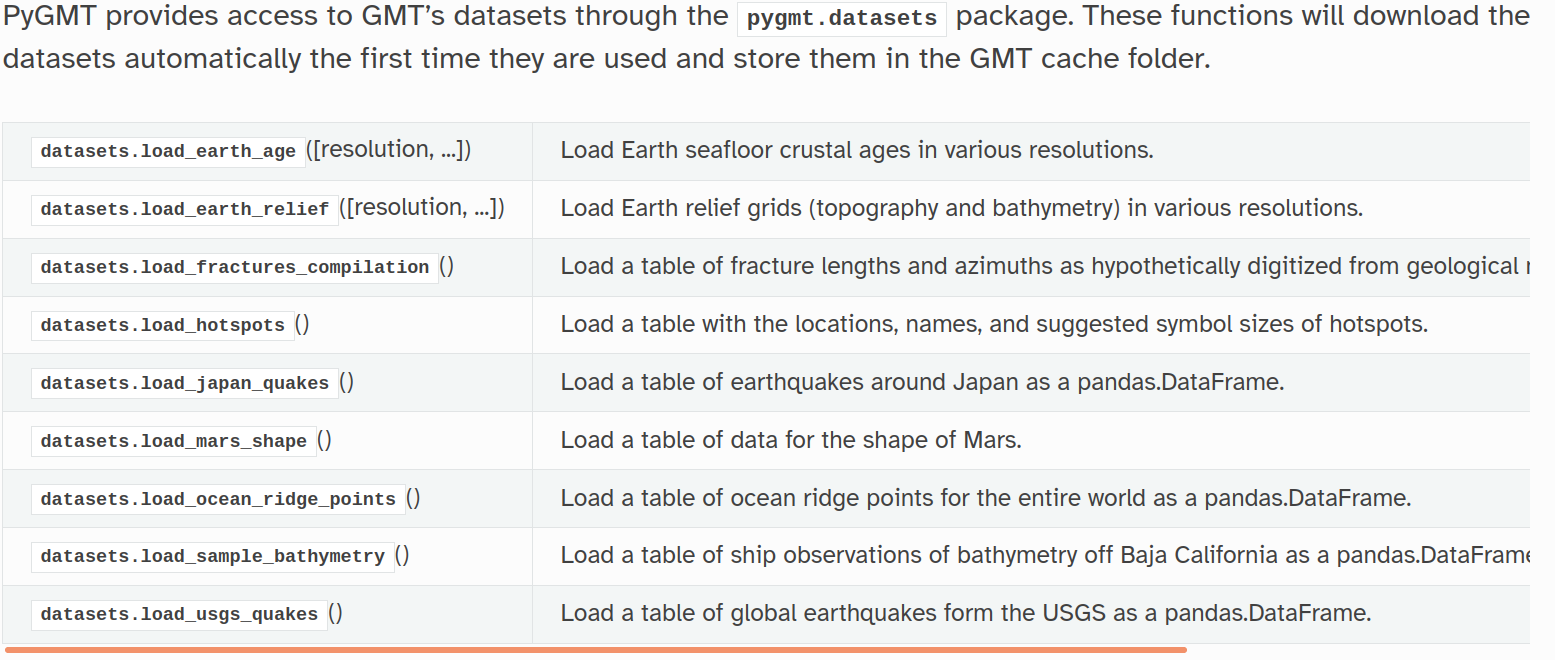 PyGMT provides access to GMT’s datasets through the pygmt.datasets package. These functions will download the
datasets automatically the first time they are used and store them in the GMT cache folder.
datasets.load_earth_age([resolution, …]) Load Earth seafloor crustal ages in various resolutions.
datasets.load_earth_relief([resolution, …]) Load Earth relief grids (topography and bathymetry) in various resolutions.
datasets.load_fractures_compilation() Load a table of fracture lengths and azimuths as hypothetically digitized from geological
datasets.load_hotspots() Load a table with the locations, names, and suggested symbol sizes of hotspots.
datasets.load_japan_quakes() Load a table of earthquakes around Japan as a pandas.DataFrame.
datasets.load_mars_shape() Load a table of data for the shape of Mars.
datasets.load_ocean_ridge_points() Load a table of ocean ridge points for the entire world as a pandas.DataFrame.
datasets.load_sample_bathymetry() Load a table of ship observations of bathymetry off Baja California as a pandas.DataFrame
datasets.load_usgs_quakes() Load a table of global earthquakes form the USGS as a pandas.DataFrame.